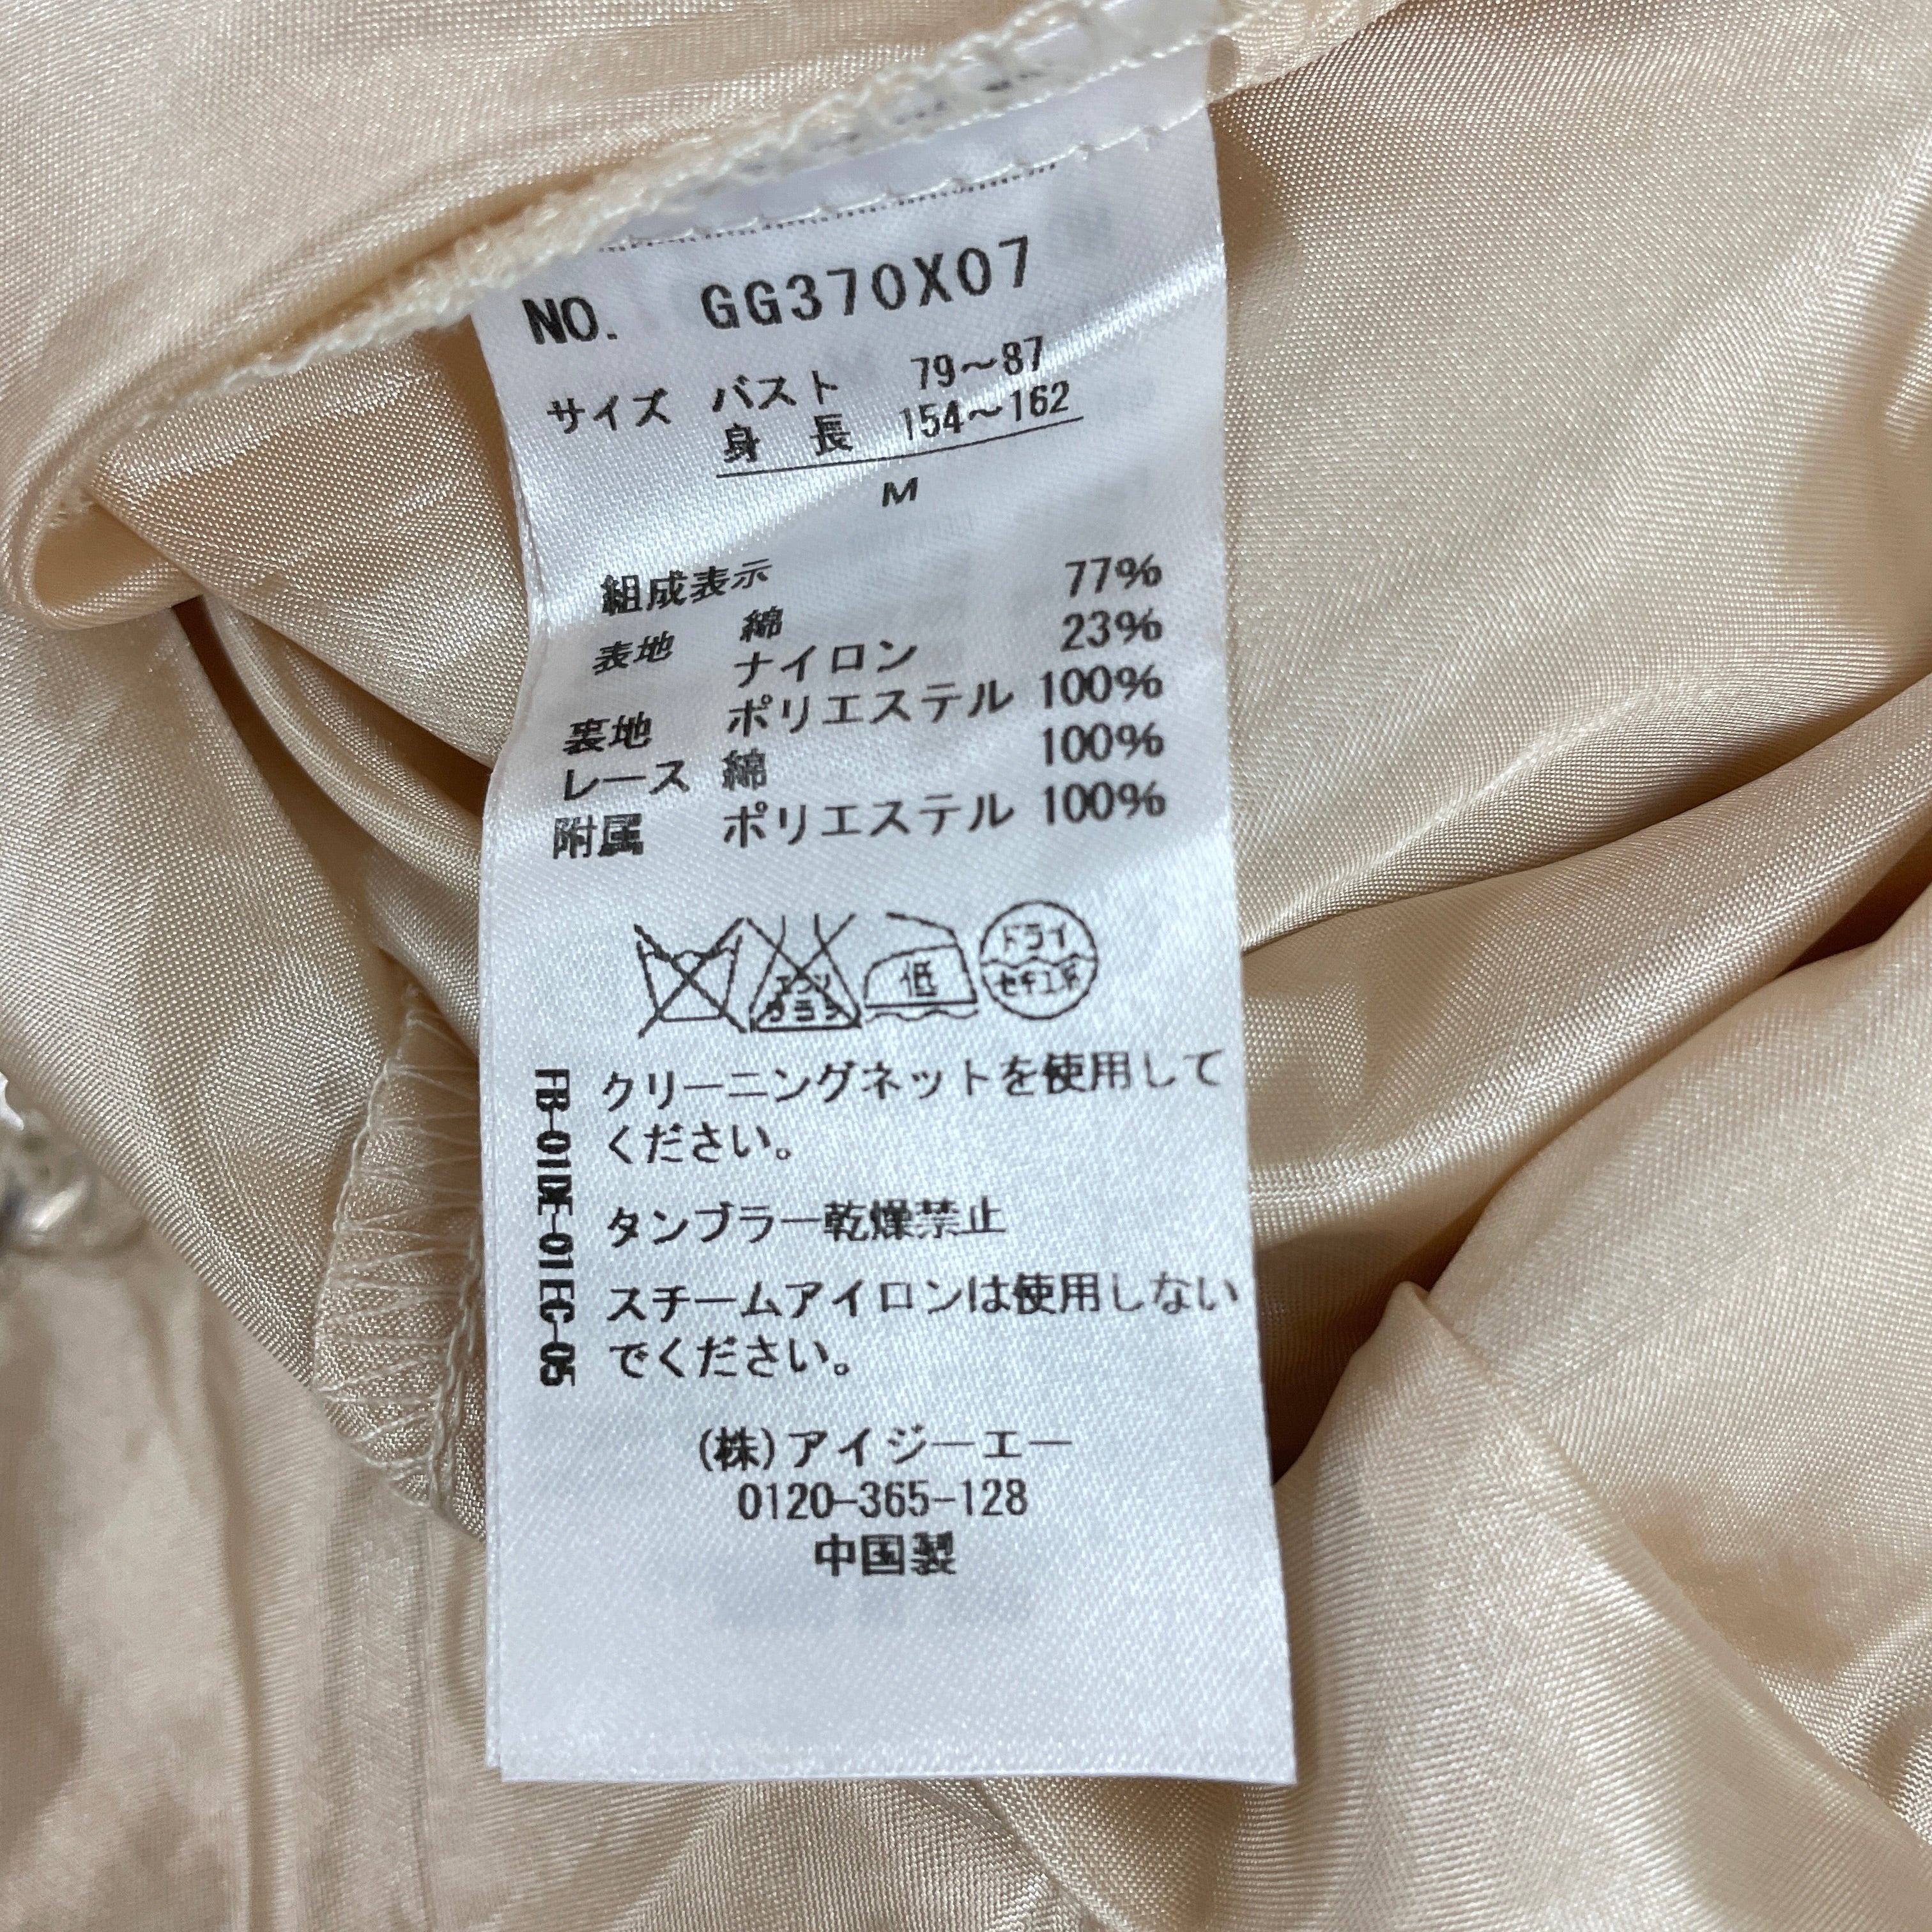 NO. GG370X07
サイズ バスト 79～87
身長 154～162
M
組成表示
表地 綿 77%
ナイロン 23%
裏地 ポリエステル 100%
レース 綿 100%
附属 ポリエステル 100%
エンソ
サラシ
低
ドライ
セキユ系
クリーニングネットを使用して
ください。
タンブラー乾燥禁止
スチームアイロンは使用しない
でください。
FB-01DE-01EC-05
(株)アイジーエー
0120-365-128
中国製